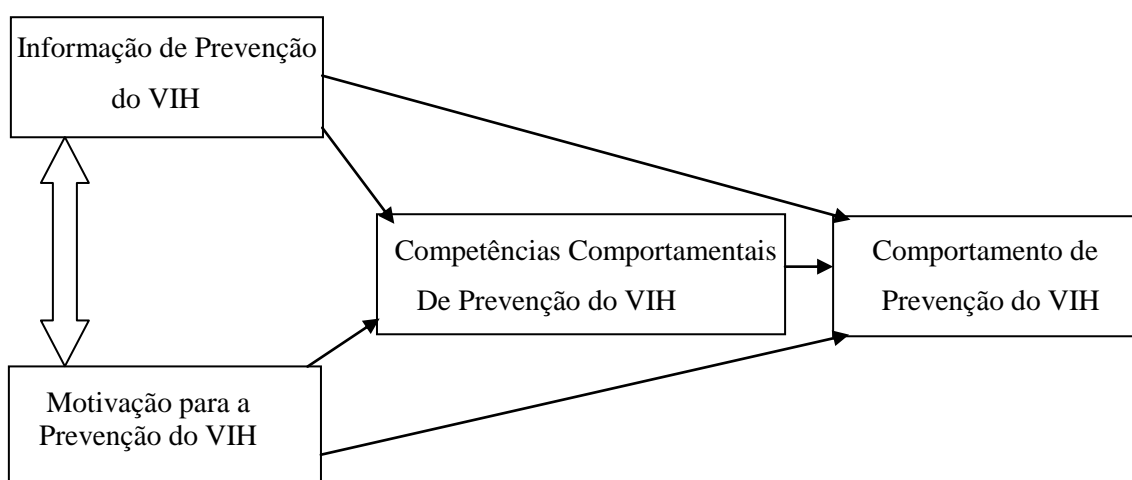 Informação de Prevenção
do VIH
Competências Comportamentais
De Prevenção do VIH
Comportamento de
Prevenção do VIH
Motivação para a
Prevenção do VIH